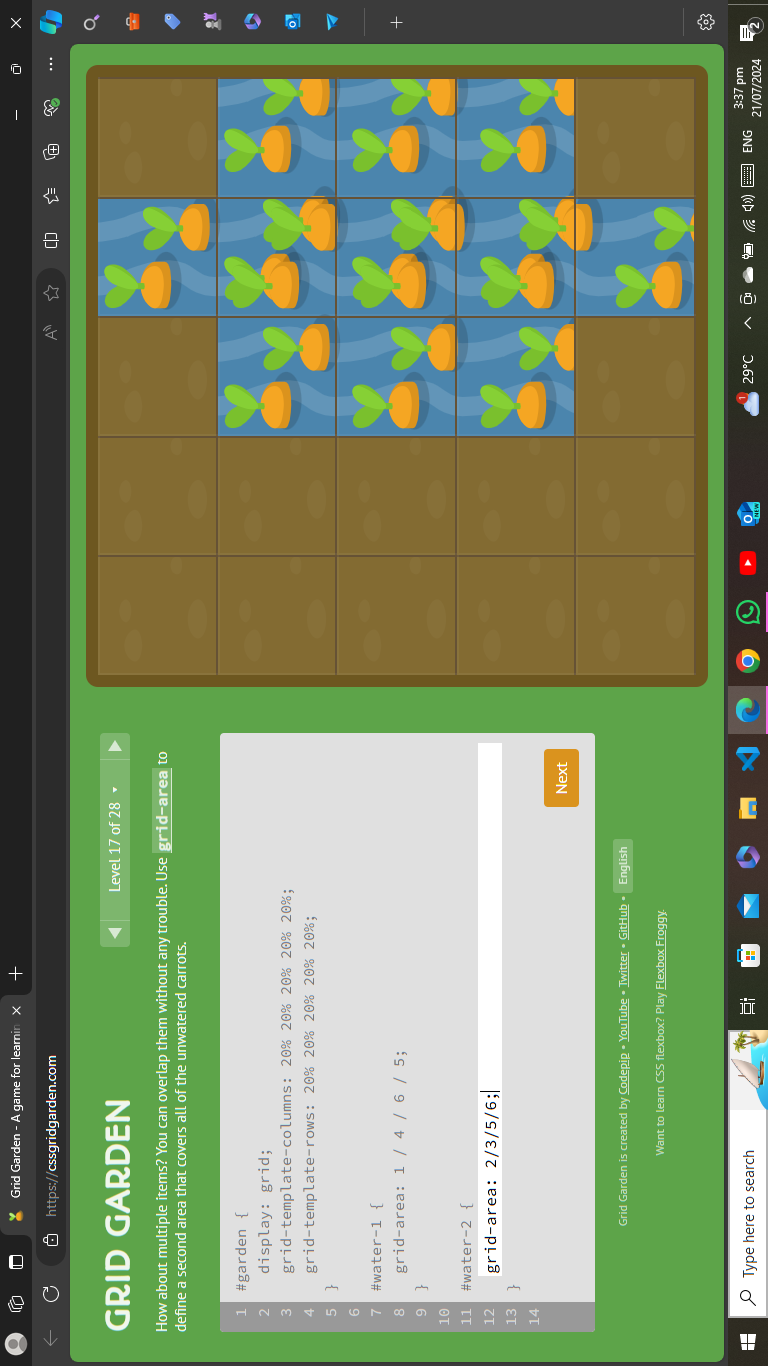 Grid Garden - A game for learnin
https://cssgridgarden.com
GRID GARDEN
Level 17 of 28
How about multiple items? You can overlap them without any trouble. Use grid-area to
define a second area that covers all of the unwatered carrots.
1 #garden {
2 display: grid;
3 grid-template-columns: 20% 20% 20% 20% 20%;
4 grid-template-rows: 20% 20% 20% 20% 20%;
5 }
6
7 #water-1 {
8 grid-area: 1 / 4 / 6 / 5;
9 }
10
11 #water-2 {
12 grid-area: 2/3/5/6;
13 }
14
Next
Grid Garden is created by Codepip • YouTube • Twitter • GitHub • English
Want to learn CSS flexbox? Play Flexbox Froggy.
Type here to search
NEW
1
29°C
ENG
3:37 pm
21/07/2024
2